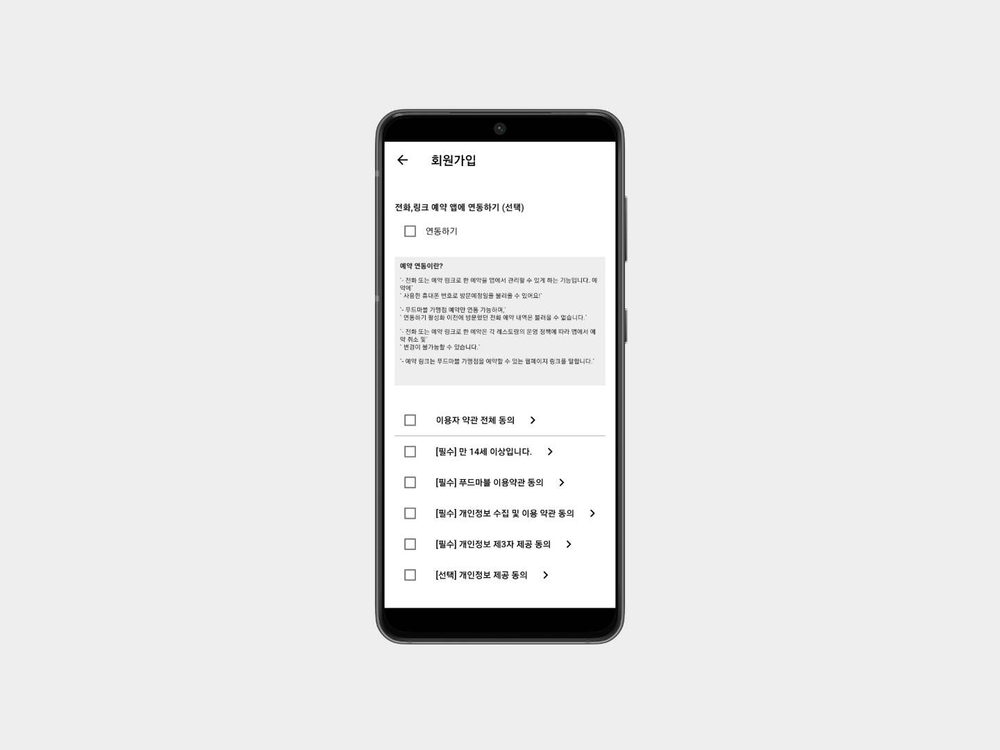 회원가입
전화,링크 예약 앱에 연동하기 (선택)
연동하기
예약 연동이란?
`- 전화 또는 예약 링크로 한 예약을 앱에서 관리할 수 있게 하는 기능입니다. 예
약에`
` 사용한 휴대폰 번호로 방문예정일을 불러올 수 있어요!`
`- 푸드마블 가맹점 예약만 연동 가능하며,`
` 연동하기 활성화 이전에 방문했던 전화 예약 내역은 불러올 수 없습니다.`
`- 전화 또는 예약 링크로 한 예약은 각 레스토랑의 운영 정책에 따라 앱에서 예
약 취소 및`
` 변경이 불가능할 수 있습니다.`
`- 예약 링크는 푸드마블 가맹점을 예약할 수 있는 웹페이지 링크를 말합니다.`
이용자 약관 전체 동의
[필수] 만 14세 이상입니다.
[필수] 푸드마블 이용약관 동의
[필수] 개인정보 수집 및 이용 약관 동의
[필수] 개인정보 제3자 제공 동의
[선택] 개인정보 제공 동의